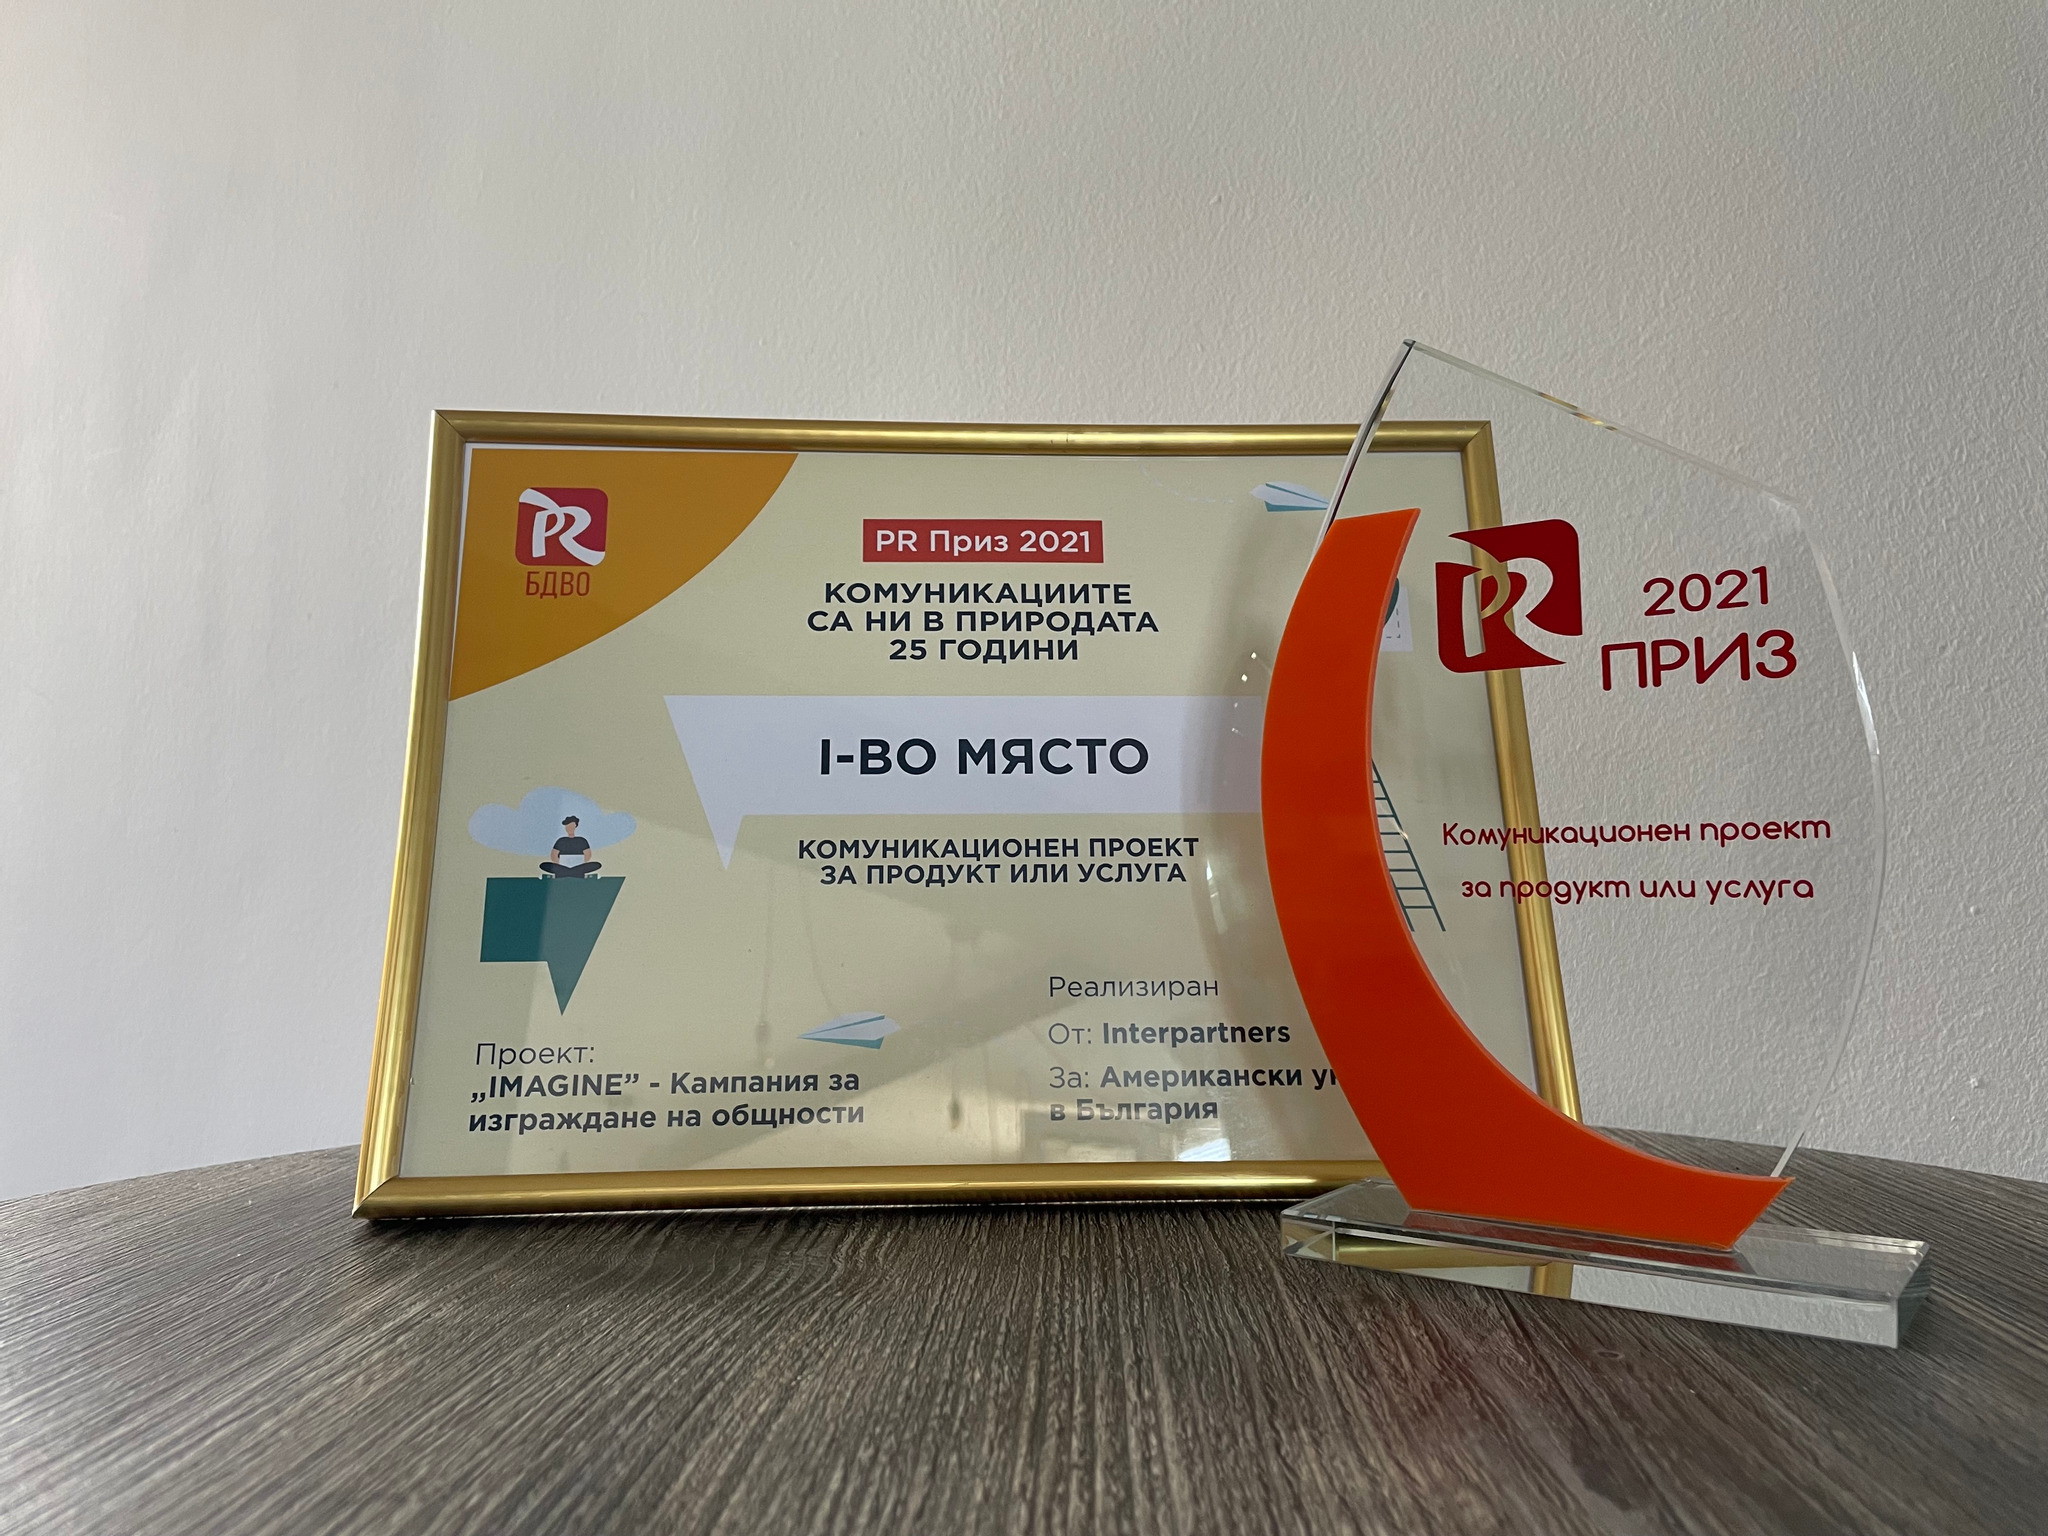 PR
БДВО
PR Приз 2021
КОМУНИКАЦИИТЕ
СА НИ В ПРИРОДАТА
25 ГОДИНИ
I-ВО МЯСТО
КОМУНИКАЦИОНЕН ПРОЕКТ
ЗА ПРОДУКТ ИЛИ УСЛУГА
Проект:
„IMAGINE” - Кампания за
изграждане на общности
Реализиран
От: Interpartners
За: Американски
в България
PR
2021
ПРИЗ
Комуникационен проект
за продукт или услуга